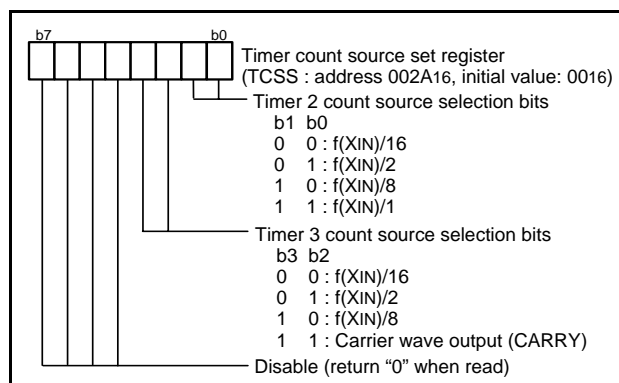 b7 b0
Timer count source set register
(TCSS : address 002A16, initial value: 0016)
Timer 2 count source selection bits
b1 b0
0 0 : f(XIN)/16
0 1 : f(XIN)/2
1 0 : f(XIN)/8
1 1 : f(XIN)/1
Timer 3 count source selection bits
b3 b2
0 0 : f(XIN)/16
0 1 : f(XIN)/2
1 0 : f(XIN)/8
1 1 : Carrier wave output (CARRY)
Disable (return “0” when read)